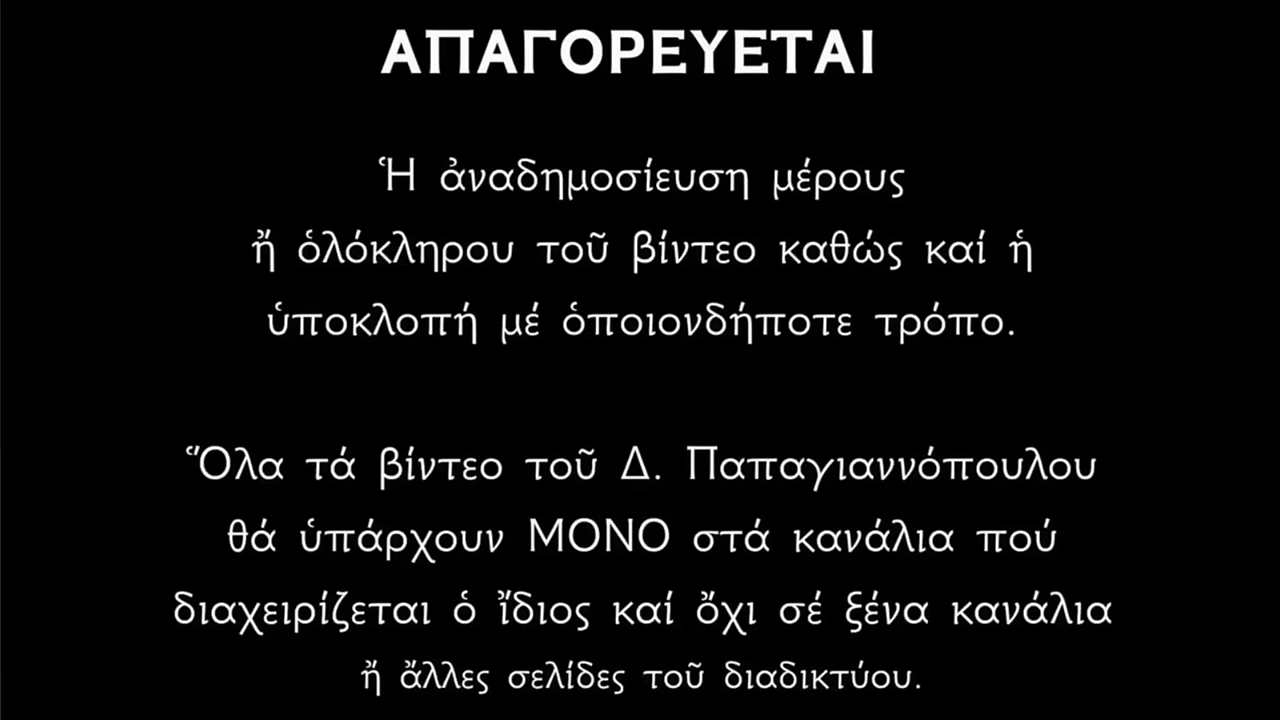 ΑΠΑΓΟΡΕΥΕΤΑΙ
Ἡ ἀναδημοσίευση μέρους
ἤ ὁλόκληρου τοῦ βίντεο καθώς καί ἡ
ὑποκλοπή μέ ὁποιονδήποτε τρόπο.
Ὅλα τά βίντεο τοῦ Δ. Παπαγιαννόπουλου
θά ὑπάρχουν ΜΟΝΟ στά κανάλια πού
διαχειρίζεται ὁ ἴδιος καί ὄχι σέ ξένα κανάλια
ἤ ἄλλες σελίδες τοῦ διαδικτύου.